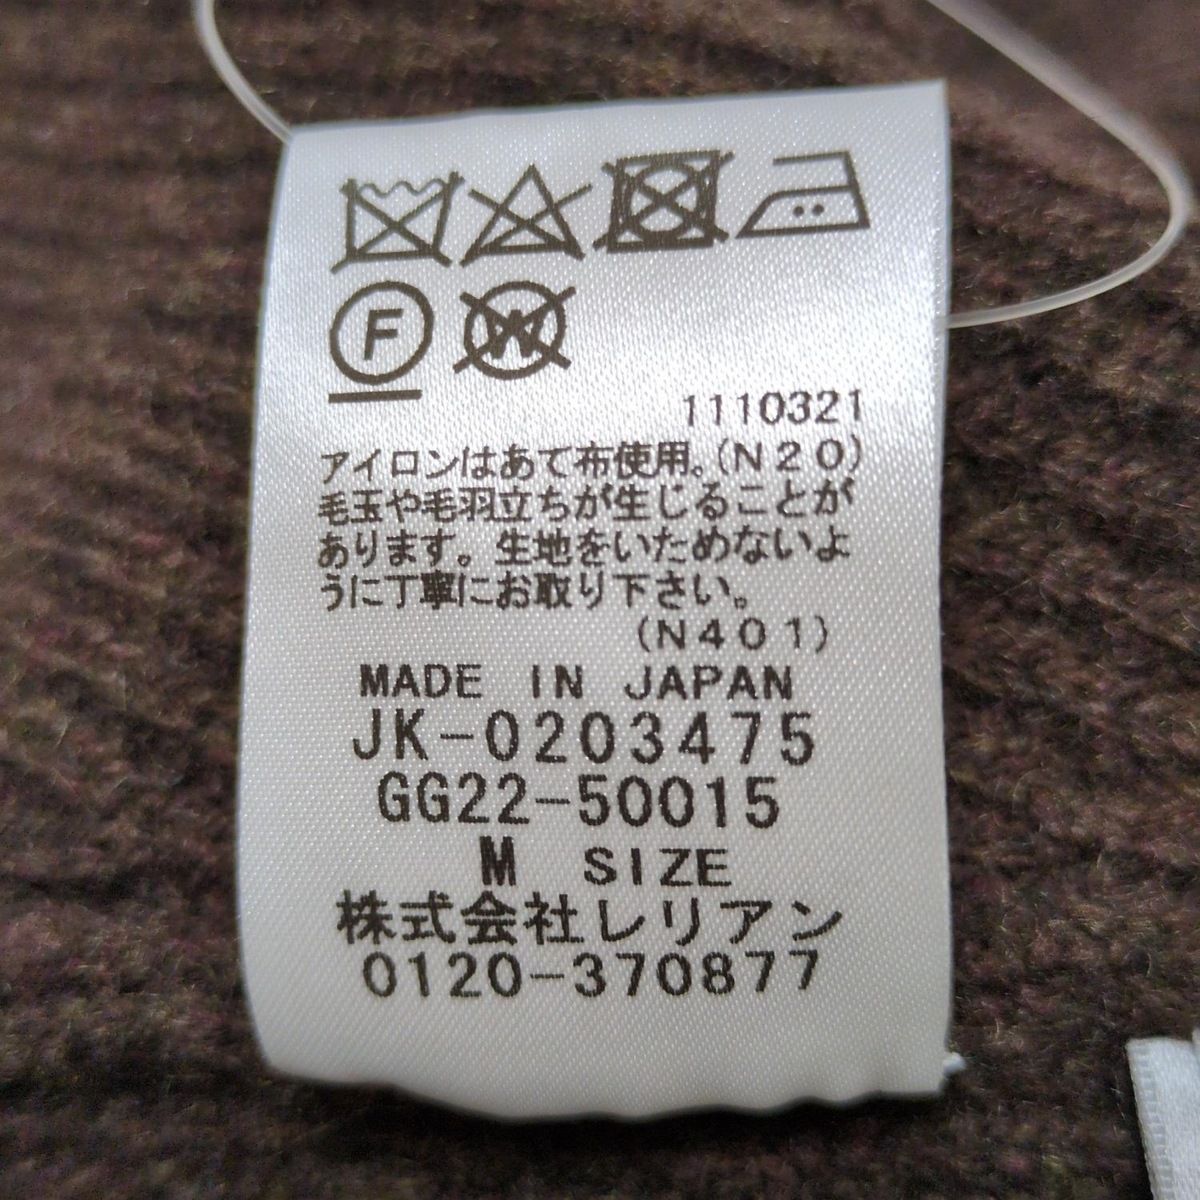 F W
1110321
アイロンはあて布使用。(N20)
毛玉や毛羽立ちが生じることが
あります。生地をいためないよ
うに丁寧にお取り下さい。
(N401)
MADE IN JAPAN
JK-0203475
GG22-50015
M SIZE
株式会社レリアン
0120-370877